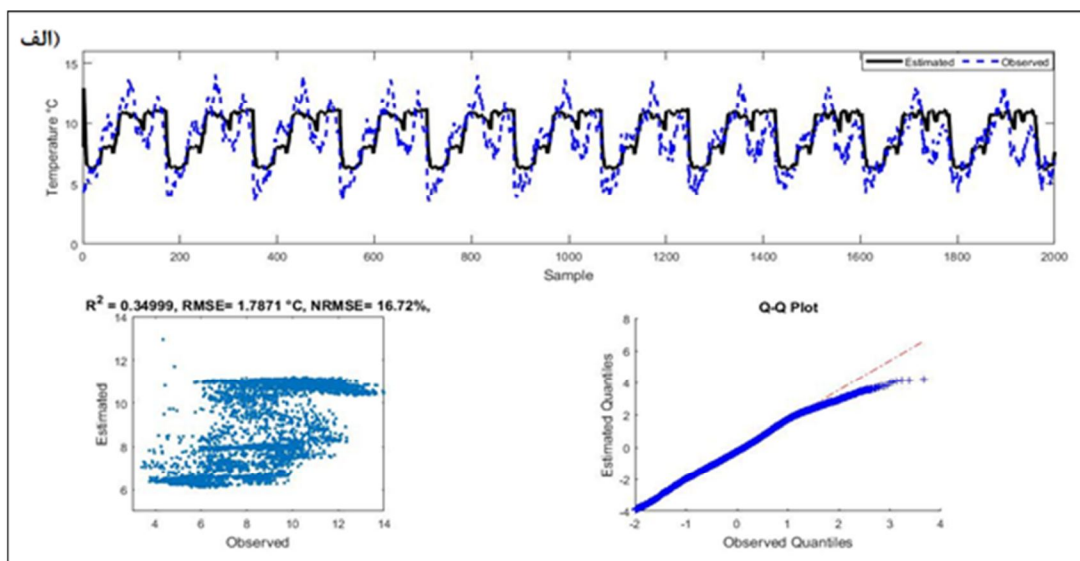 الف)
Temperature °C
15
10
5
0
Estimated Observed
0 200 400 600 800 1000 1200 1400 1600 1800 2000
Sample
R² = 0.34999, RMSE= 1.7871 °C, NRMSE= 16.72%,
Estimated
14
12
10
8
6
4 6 8 10 12 14
Observed
Q-Q Plot
Estimated Quantiles
8
6
4
2
0
-2
-4
-2 -1 0 1 2 3 4
Observed Quantiles